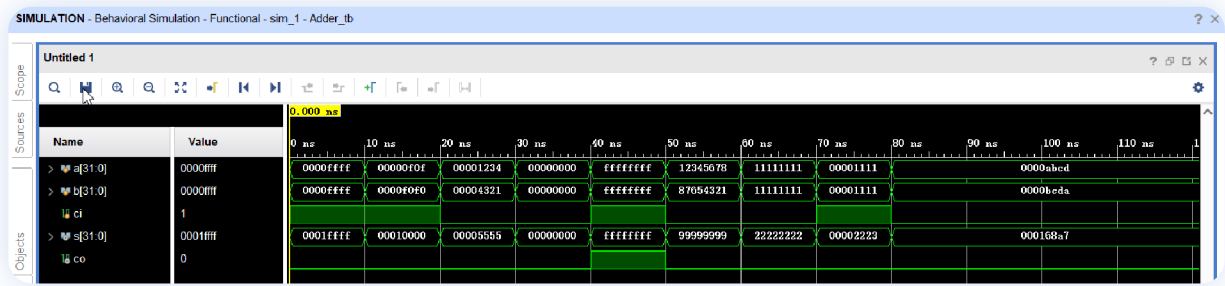 SIMULATION - Behavioral Simulation - Functional - sim_1 - Adder_tb
? ×
Scope
Sources
Objects
Untitled 1
0.000 ns
Name Value
0 ns 10 ns 20 ns 30 ns 40 ns 50 ns 60 ns 70 ns 80 ns 90 ns 100 ns 110 ns 1
a[31:0] 0000ffff 0000ffff 00000f0f 00001234 00000000 ffffffff 12345678 11111111 00001111 0000abcd
b[31:0] 0000ffff 0000ffff 0000f0f0 00004321 00000000 ffffffff 87654321 11111111 00001111 0000bcda
ci 1
s[31:0] 0001ffff 0001ffff 00010000 00005555 00000000 ffffffff 99999999 22222222 00002223 000168a7
co 0